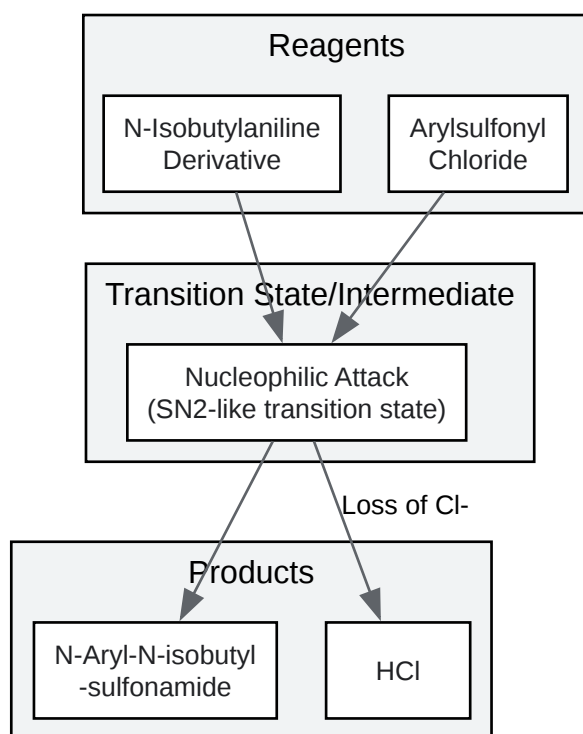 Reagents
N-Isobutylaniline
Derivative
Arylsulfonyl
Chloride
Transition State/Intermediate
Nucleophilic Attack
(SN2-like transition state)
Loss of Cl-
Products
N-Aryl-N-isobutyl
-sulfonamide
HCl